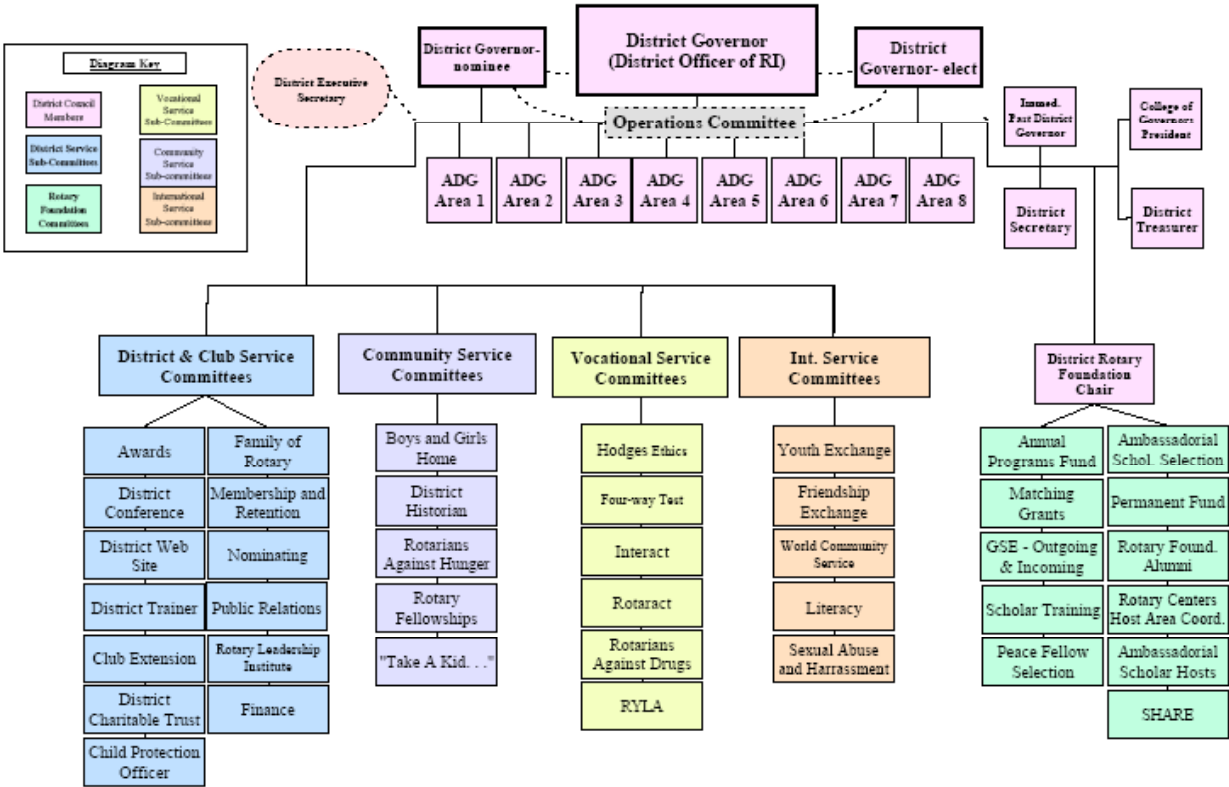 District Governor-
nominee
District Governor
(District Officer of RI)
District
Governor- elect
Diagram Key
District Council
Members
Vocational
Service
Sub-Committees
District Service
Sub-Committees
Community
Service
Sub-committees
Rotary
Foundation
Committees
International
Service
Sub-committees
District Executive
Secretary
Operations Committee
Immed.
Past District
Governor
College of
Governors
President
ADG
Area 1
ADG
Area 2
ADG
Area 3
ADG
Area 4
ADG
Area 5
ADG
Area 6
ADG
Area 7
ADG
Area 8
District
Secretary
District
Treasurer
District & Club Service
Committees
Community Service
Committees
Vocational Service
Committees
Int. Service
Committees
District Rotary
Foundation
Chair
Awards
District
Conference
District Web
Site
District Trainer
Club Extension
District
Charitable Trust
Child Protection
Officer
Family of
Rotary
Membership and
Retention
Nominating
Public Relations
Rotary Leadership
Institute
Finance
Boys and Girls
Home
District
Historian
Rotarians
Against Hunger
Rotary
Fellowships
"Take A Kid. . ."
Hodges Ethics
Four-way Test
Interact
Rotaract
Rotarians
Against Drugs
RYLA
Youth Exchange
Friendship
Exchange
World Community
Service
Literacy
Sexual Abuse
and Harrassment
Annual
Programs Fund
Matching
Grants
GSE - Outgoing
& Incoming
Scholar Training
Peace Fellow
Selection
Ambassadorial
Schol. Selection
Permanent Fund
Rotary Found.
Alumni
Rotary Centers
Host Area Coord.
Ambassadorial
Scholar Hosts
SHARE